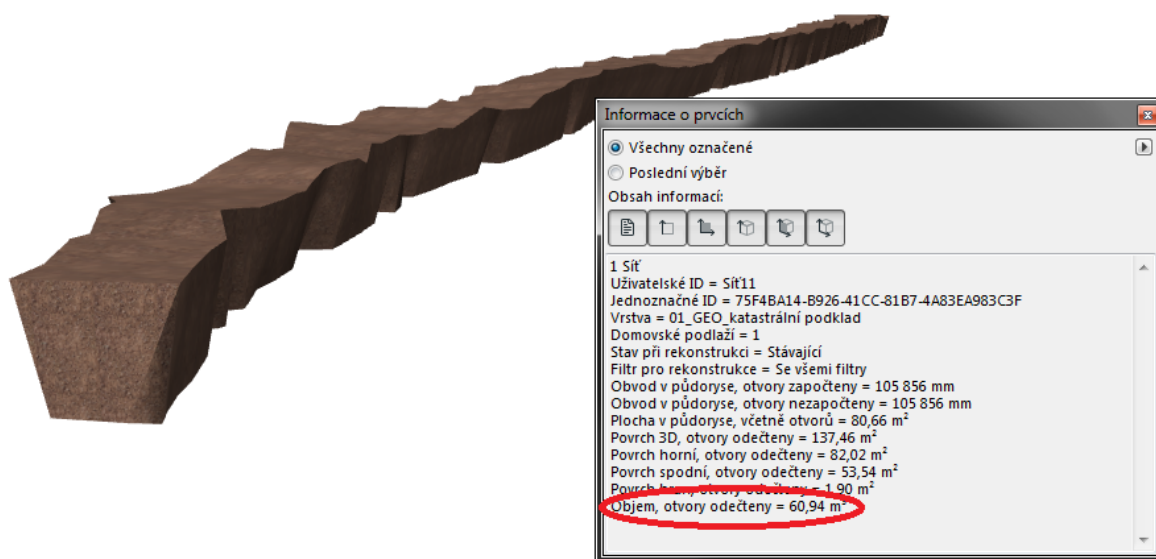 Informace o prvcích
Všechny označené
Poslední výběr
Obsah informací:
1 Síť
Uživatelské ID = Síť11
Jednoznačné ID = 75F4BA14-B926-41CC-81B7-4A83EA983C3F
Vrstva = 01_GEO_katastrální podklad
Domovské podlaží = 1
Stav při rekonstrukci = Stávající
Filtr pro rekonstrukce = Se všemi filtry
Obvod v půdoryse, otvory započteny = 105 856 mm
Obvod v půdoryse, otvory nezapočteny = 105 856 mm
Plocha v půdoryse, včetně otvorů = 80,66 m²
Povrch 3D, otvory odečteny = 137,46 m²
Povrch horní, otvory odečteny = 82,02 m²
Povrch spodní, otvory odečteny = 53,54 m²
Povrch hran, otvory odečteny = 1,90 m²
Objem, otvory odečteny = 60,94 m³